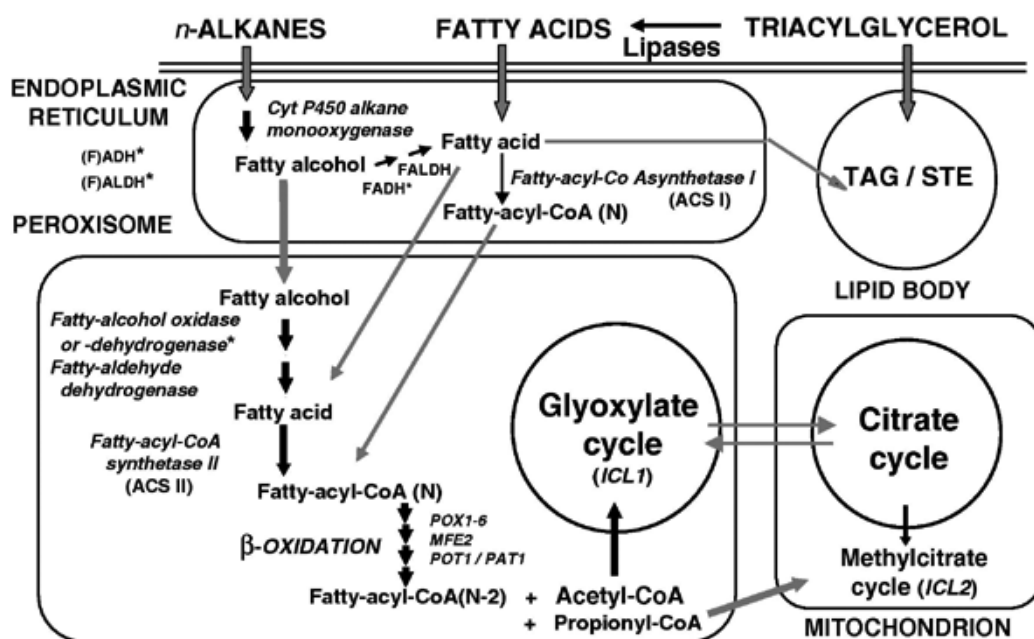 n-ALKANES
FATTY ACIDS
Lipases
TRIACYLGLYCEROL
ENDOPLASMIC
RETICULUM
(F)ADH*
(F)ALDH*
PEROXISOME
Cyt P450 alkane
monooxygenase
Fatty alcohol
FADH*
FALDH
Fatty acid
Fatty-acyl-Co Asynthetase I
(ACS I)
Fatty-acyl-CoA (N)
TAG / STE
LIPID BODY
Fatty alcohol
Fatty-alcohol oxidase
or -dehydrogenase*
Fatty-aldehyde
dehydrogenase
Fatty acid
Fatty-acyl-CoA
synthetase II
(ACS II)
Fatty-acyl-CoA (N)
β-OXIDATION
POX1-6
MFE2
POT1 / PAT1
Fatty-acyl-CoA(N-2) + Acetyl-CoA
+ Propionyl-CoA
Glyoxylate
cycle
(ICL1)
Citrate
cycle
Methylcitrate
cycle (ICL2)
MITOCHONDRION